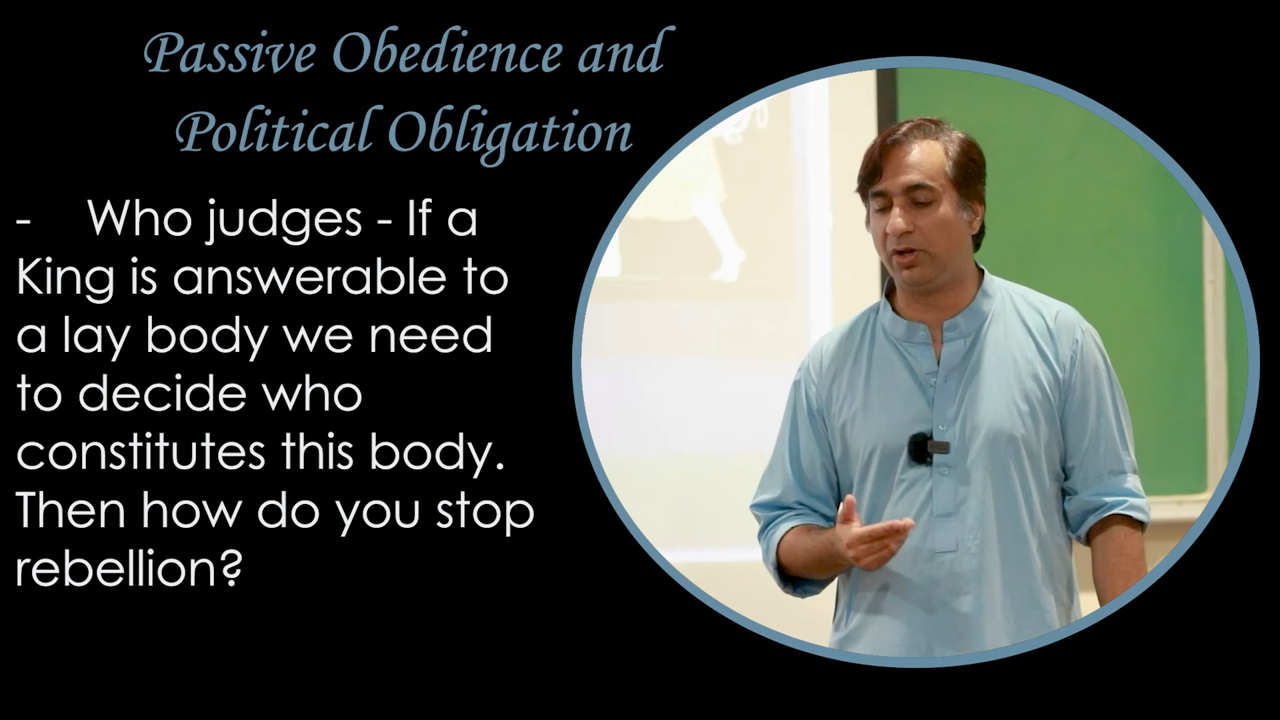 Passive Obedience and
Political Obligation
- Who judges - If a
King is answerable to
a lay body we need
to decide who
constitutes this body.
Then how do you stop
rebellion?